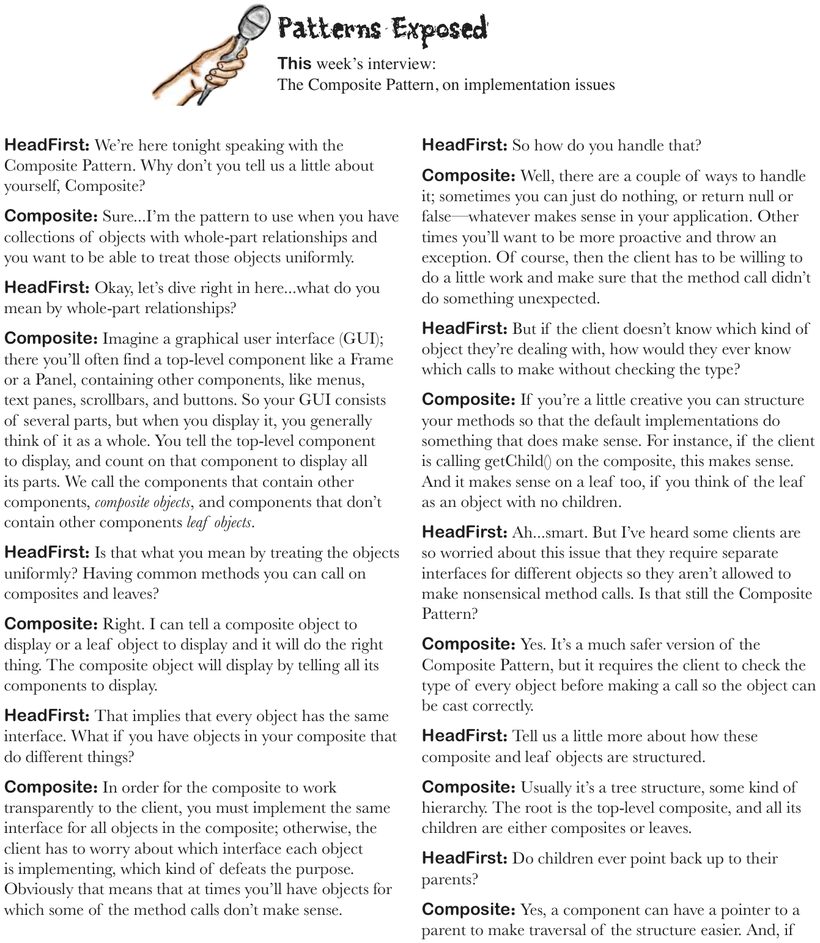 Patterns Exposed
This week's interview:
The Composite Pattern, on implementation issues
HeadFirst: We're here tonight speaking with the
Composite Pattern. Why don't you tell us a little about
yourself, Composite?
Composite: Sure...I'm the pattern to use when you have
collections of objects with whole-part relationships and
you want to be able to treat those objects uniformly.
HeadFirst: Okay, let's dive right in here...what do you
mean by whole-part relationships?
Composite: Imagine a graphical user interface (GUI);
there you'll often find a top-level component like a Frame
or a Panel, containing other components, like menus,
text panes, scrollbars, and buttons. So your GUI consists
of several parts, but when you display it, you generally
think of it as a whole. You tell the top-level component
to display, and count on that component to display all
its parts. We call the components that contain other
components, composite objects, and components that don't
contain other components leaf objects.
HeadFirst: Is that what you mean by treating the objects
uniformly? Having common methods you can call on
composites and leaves?
Composite: Right. I can tell a composite object to
display or a leaf object to display and it will do the right
thing. The composite object will display by telling all its
components to display.
HeadFirst: That implies that every object has the same
interface. What if you have objects in your composite that
do different things?
Composite: In order for the composite to work
transparently to the client, you must implement the same
interface for all objects in the composite; otherwise, the
client has to worry about which interface each object
is implementing, which kind of defeats the purpose.
Obviously that means that at times you'll have objects for
which some of the method calls don't make sense.
HeadFirst: So how do you handle that?
Composite: Well, there are a couple of ways to handle
it; sometimes you can just do nothing, or return null or
false—whatever makes sense in your application. Other
times you'll want to be more proactive and throw an
exception. Of course, then the client has to be willing to
do a little work and make sure that the method call didn't
do something unexpected.
HeadFirst: But if the client doesn't know which kind of
object they're dealing with, how would they ever know
which calls to make without checking the type?
Composite: If you're a little creative you can structure
your methods so that the default implementations do
something that does make sense. For instance, if the client
is calling getChild() on the composite, this makes sense.
And it makes sense on a leaf too, if you think of the leaf
as an object with no children.
HeadFirst: Ah...smart. But I've heard some clients are
so worried about this issue that they require separate
interfaces for different objects so they aren't allowed to
make nonsensical method calls. Is that still the Composite
Pattern?
Composite: Yes. It's a much safer version of the
Composite Pattern, but it requires the client to check the
type of every object before making a call so the object can
be cast correctly.
HeadFirst: Tell us a little more about how these
composite and leaf objects are structured.
Composite: Usually it's a tree structure, some kind of
hierarchy. The root is the top-level composite, and all its
children are either composites or leaves.
HeadFirst: Do children ever point back up to their
parents?
Composite: Yes, a component can have a pointer to a
parent to make traversal of the structure easier. And, if